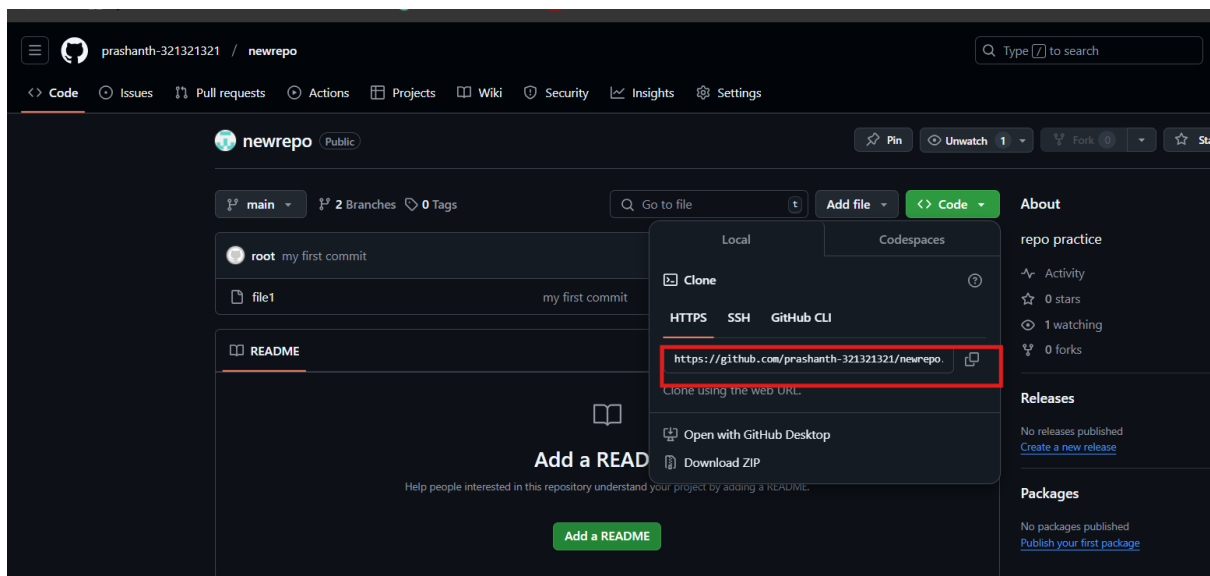 prashanth-321321321 / newrepo
Type / to search
<> Code Issues Pull requests Actions Projects Wiki Security Insights Settings
newrepo Public
Pin Unwatch 1 Fork 0
main 2 Branches 0 Tags
Go to file t Add file <> Code
About
Local Codespaces
repo practice
root my first commit
Activity
Clone
file1 my first commit
0 stars
HTTPS SSH GitHub CLI
1 watching
README
0 forks
https://github.com/prashanth-321321321/newrepo.
Clone using the web URL.
Releases
No releases published
Open with GitHub Desktop
Create a new release
Add a READ
Download ZIP
Help people interested in this repository understand your project by adding a README.
Packages
No packages published
Add a README
Publish your first package